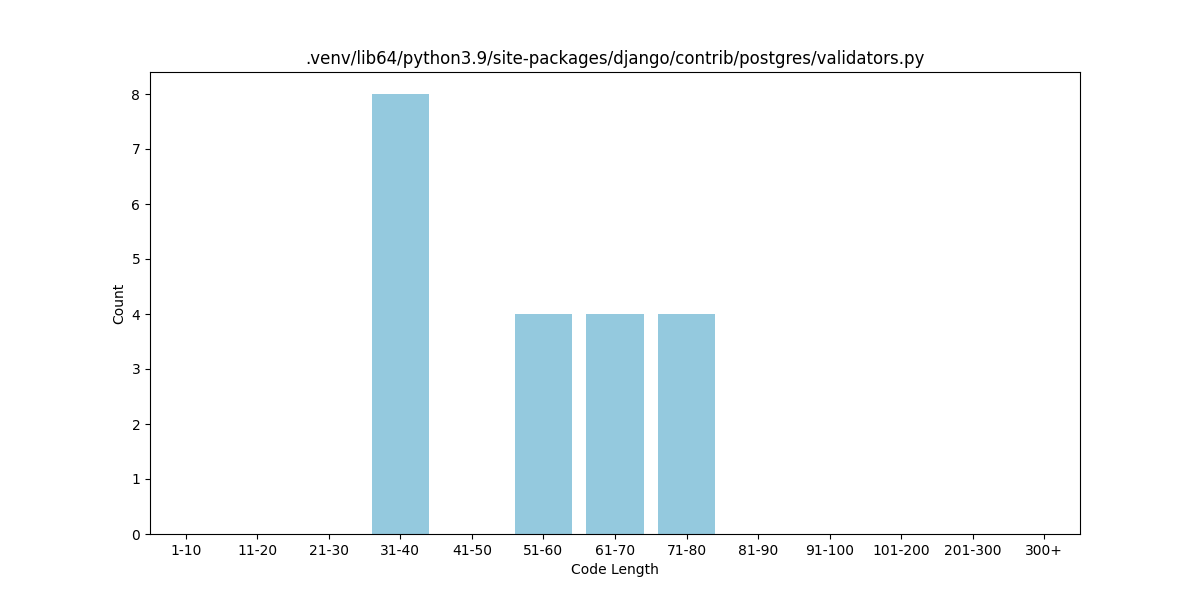 .venv/lib64/python3.9/site-packages/django/contrib/postgres/validators.py
8
7
6
5
4
3
2
1
0
Count
1-10 11-20 21-30 31-40 41-50 51-60 61-70 71-80 81-90 91-100 101-200 201-300 300+
Code Length